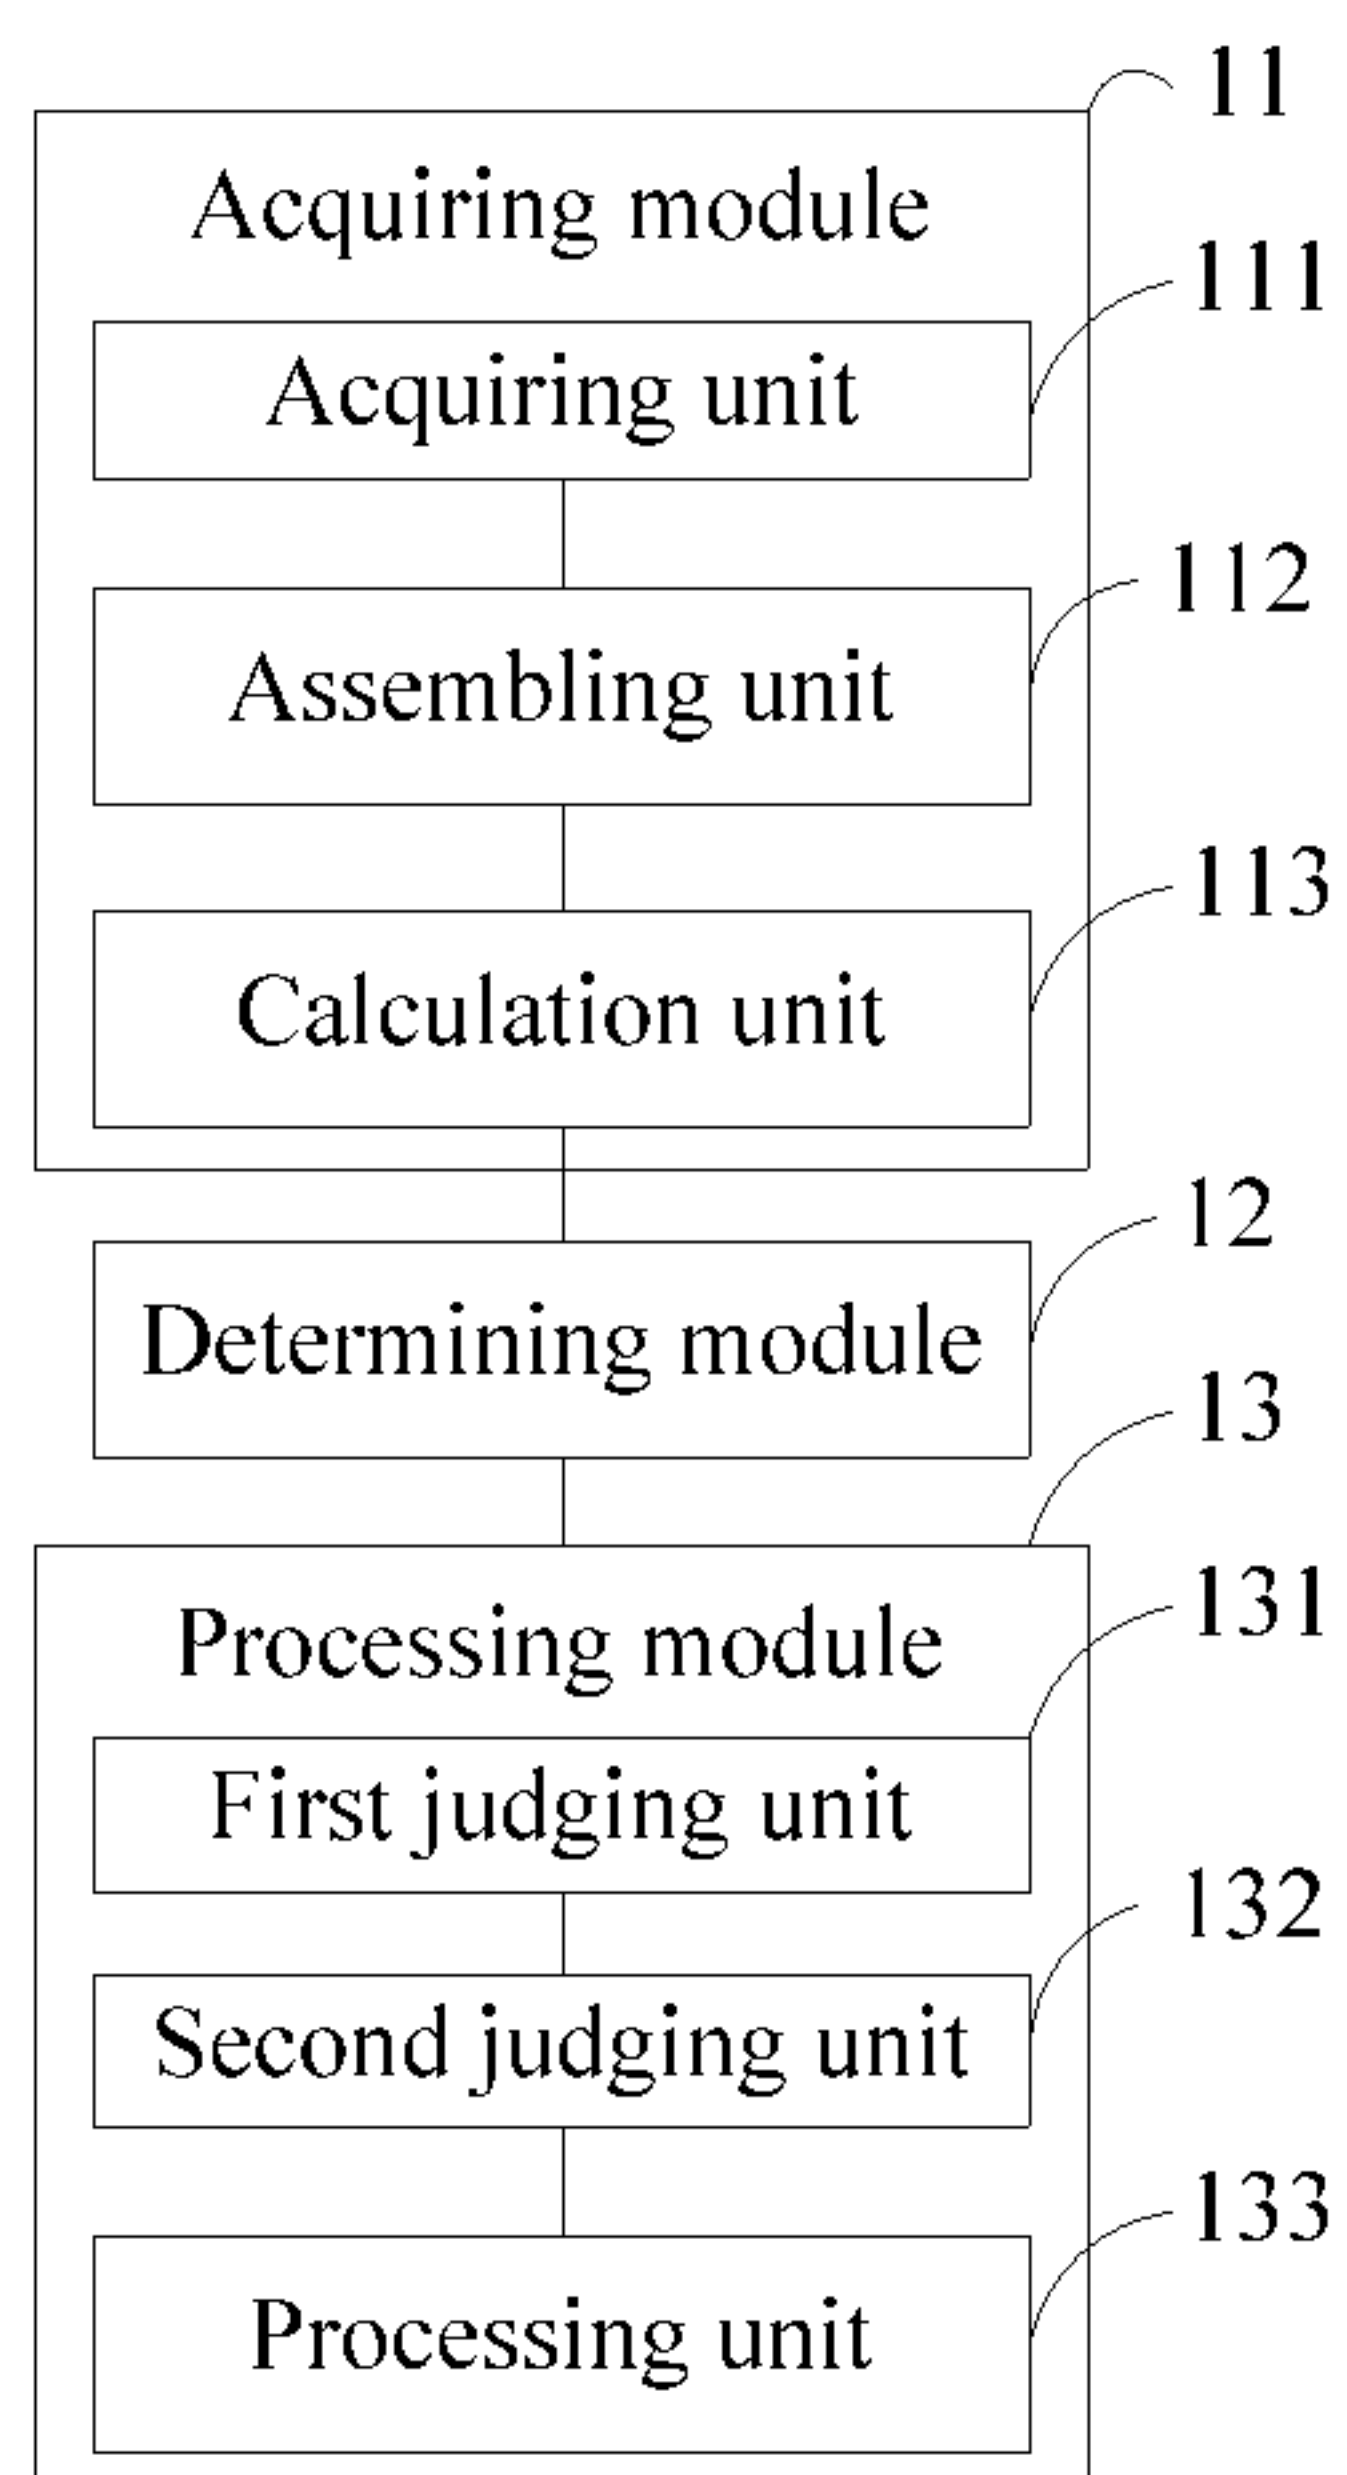 11
Acquiring module
111
Acquiring unit
112
Assembling unit
113
Calculation unit
12
Determining module
13
Processing module
131
First judging unit
132
Second judging unit
133
Processing unit